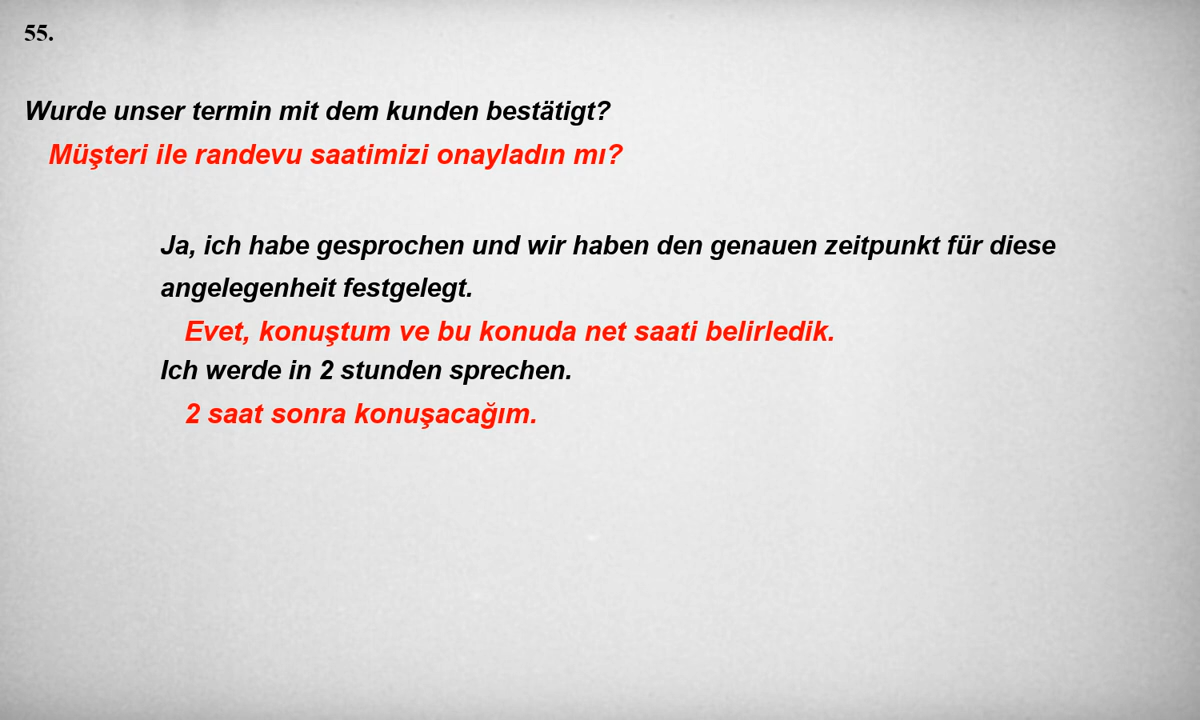 55.
Wurde unser termin mit dem kunden bestätigt?
Müşteri ile randevu saatimizi onayladın mı?
Ja, ich habe gesprochen und wir haben den genauen zeitpunkt für diese
angelegenheit festgelegt.
Evet, konuştum ve bu konuda net saati belirledik.
Ich werde in 2 stunden sprechen.
2 saat sonra konuşacağım.